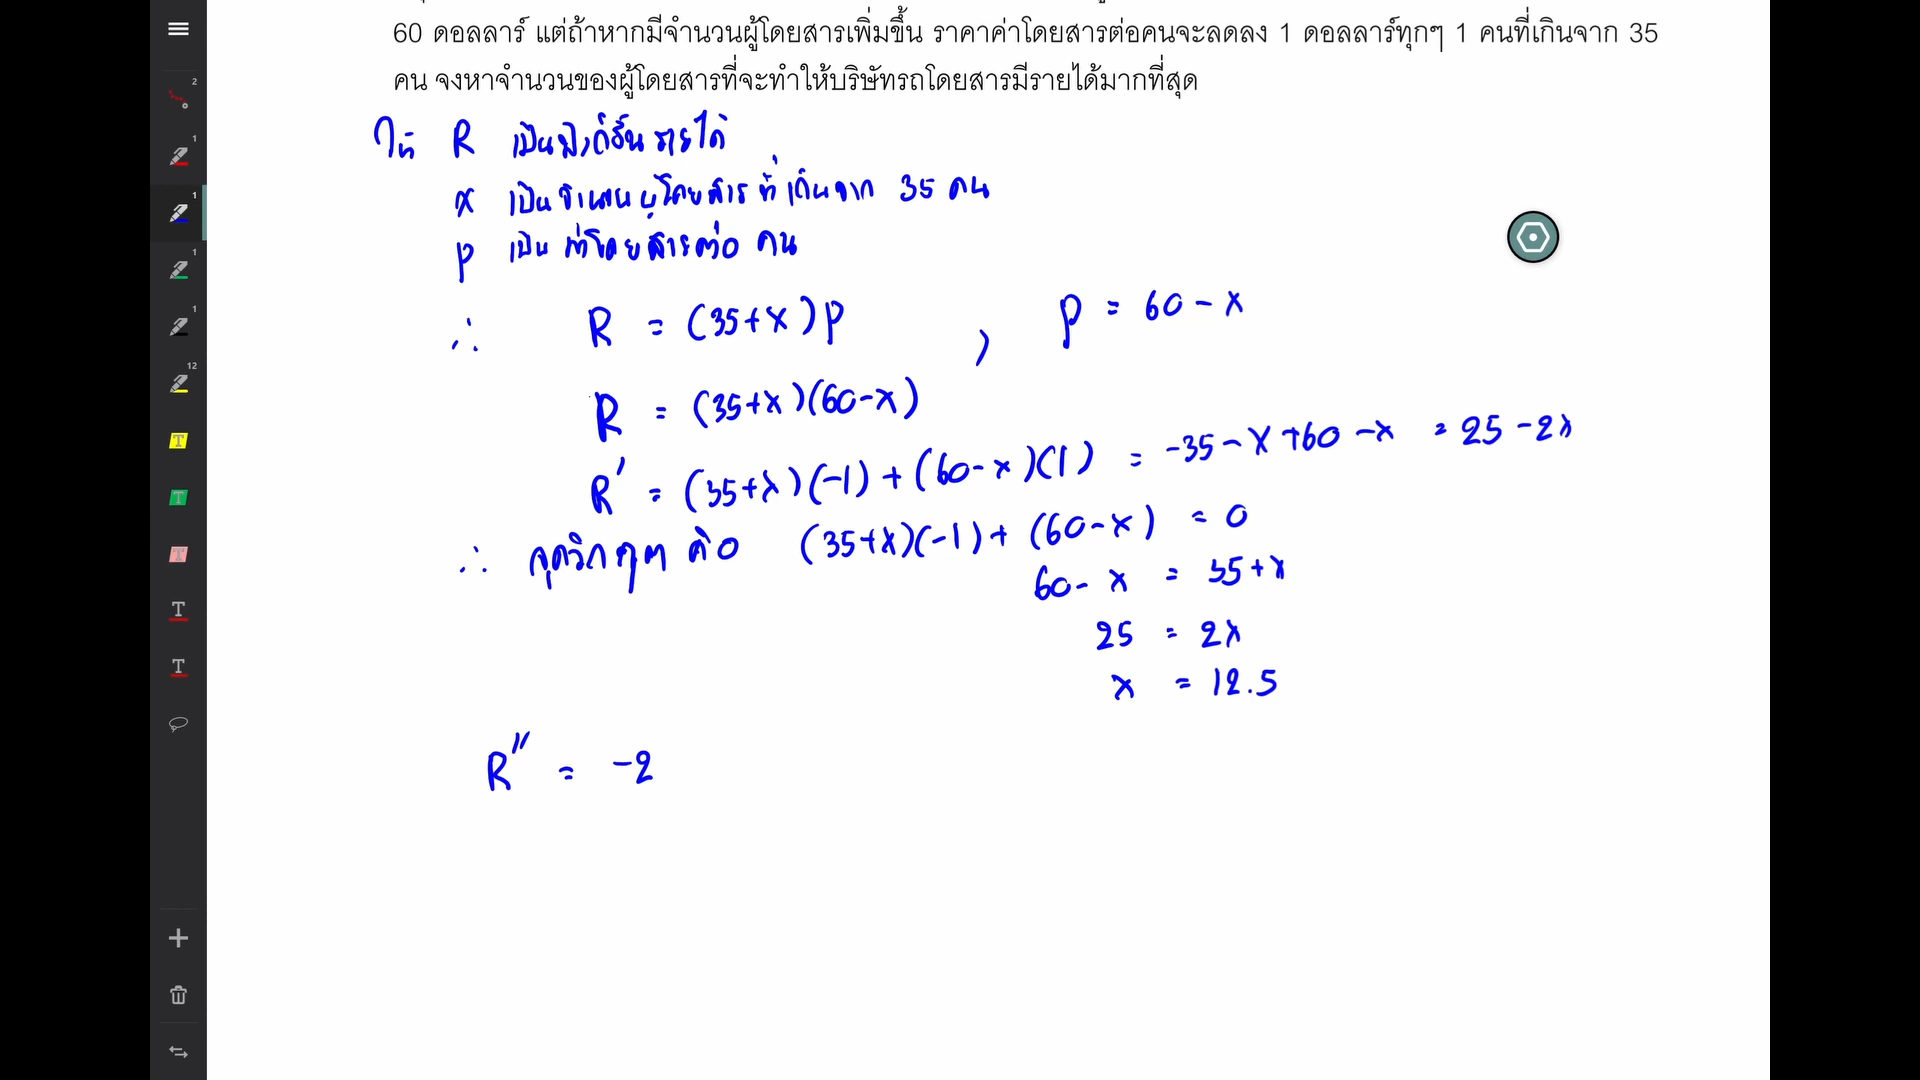 60 ดอลลาร์ แต่ถ้าหากมีจำนวนผู้โดยสารเพิ่มขึ้น ราคาค่าโดยสารต่อคนจะลดลง 1 ดอลลาร์ทุกๆ 1 คนที่เกินจาก 35
คน จงหาจำนวนของผู้โดยสารที่จะทำให้บริษัทรถโดยสารมีรายได้มากที่สุด
ให้ R เป็นฟังก์ชันรายได้
x เป็นจำนวนผู้โดยสารที่เกินจาก 35 คน
p เป็นค่าโดยสารต่อคน
∴ R = (35+x)p , p = 60-x
R = (35+x)(60-x)
R' = (35+x)(-1)+(60-x)(1) = -35-x+60-x = 25-2x
∴ จุดวิกฤต คือ (35+x)(-1)+(60-x) = 0
60-x = 35+x
25 = 2x
x = 12.5
R'' = -2